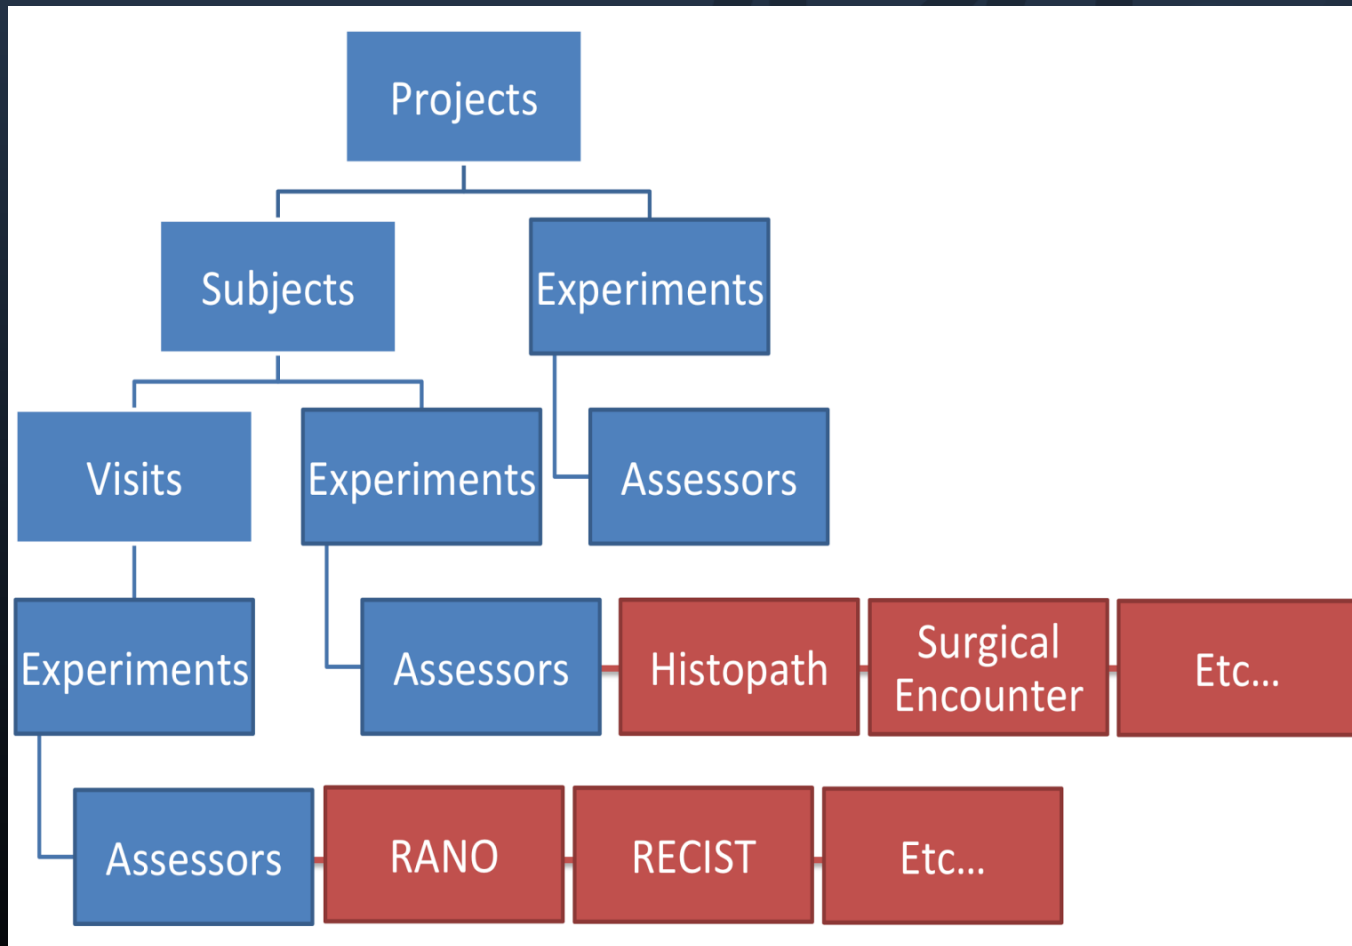 Projects
Subjects
Experiments
Visits
Experiments
Assessors
Experiments
Assessors
Histopath
Surgical
Encounter
Etc...
Assessors
RANO
RECIST
Etc...